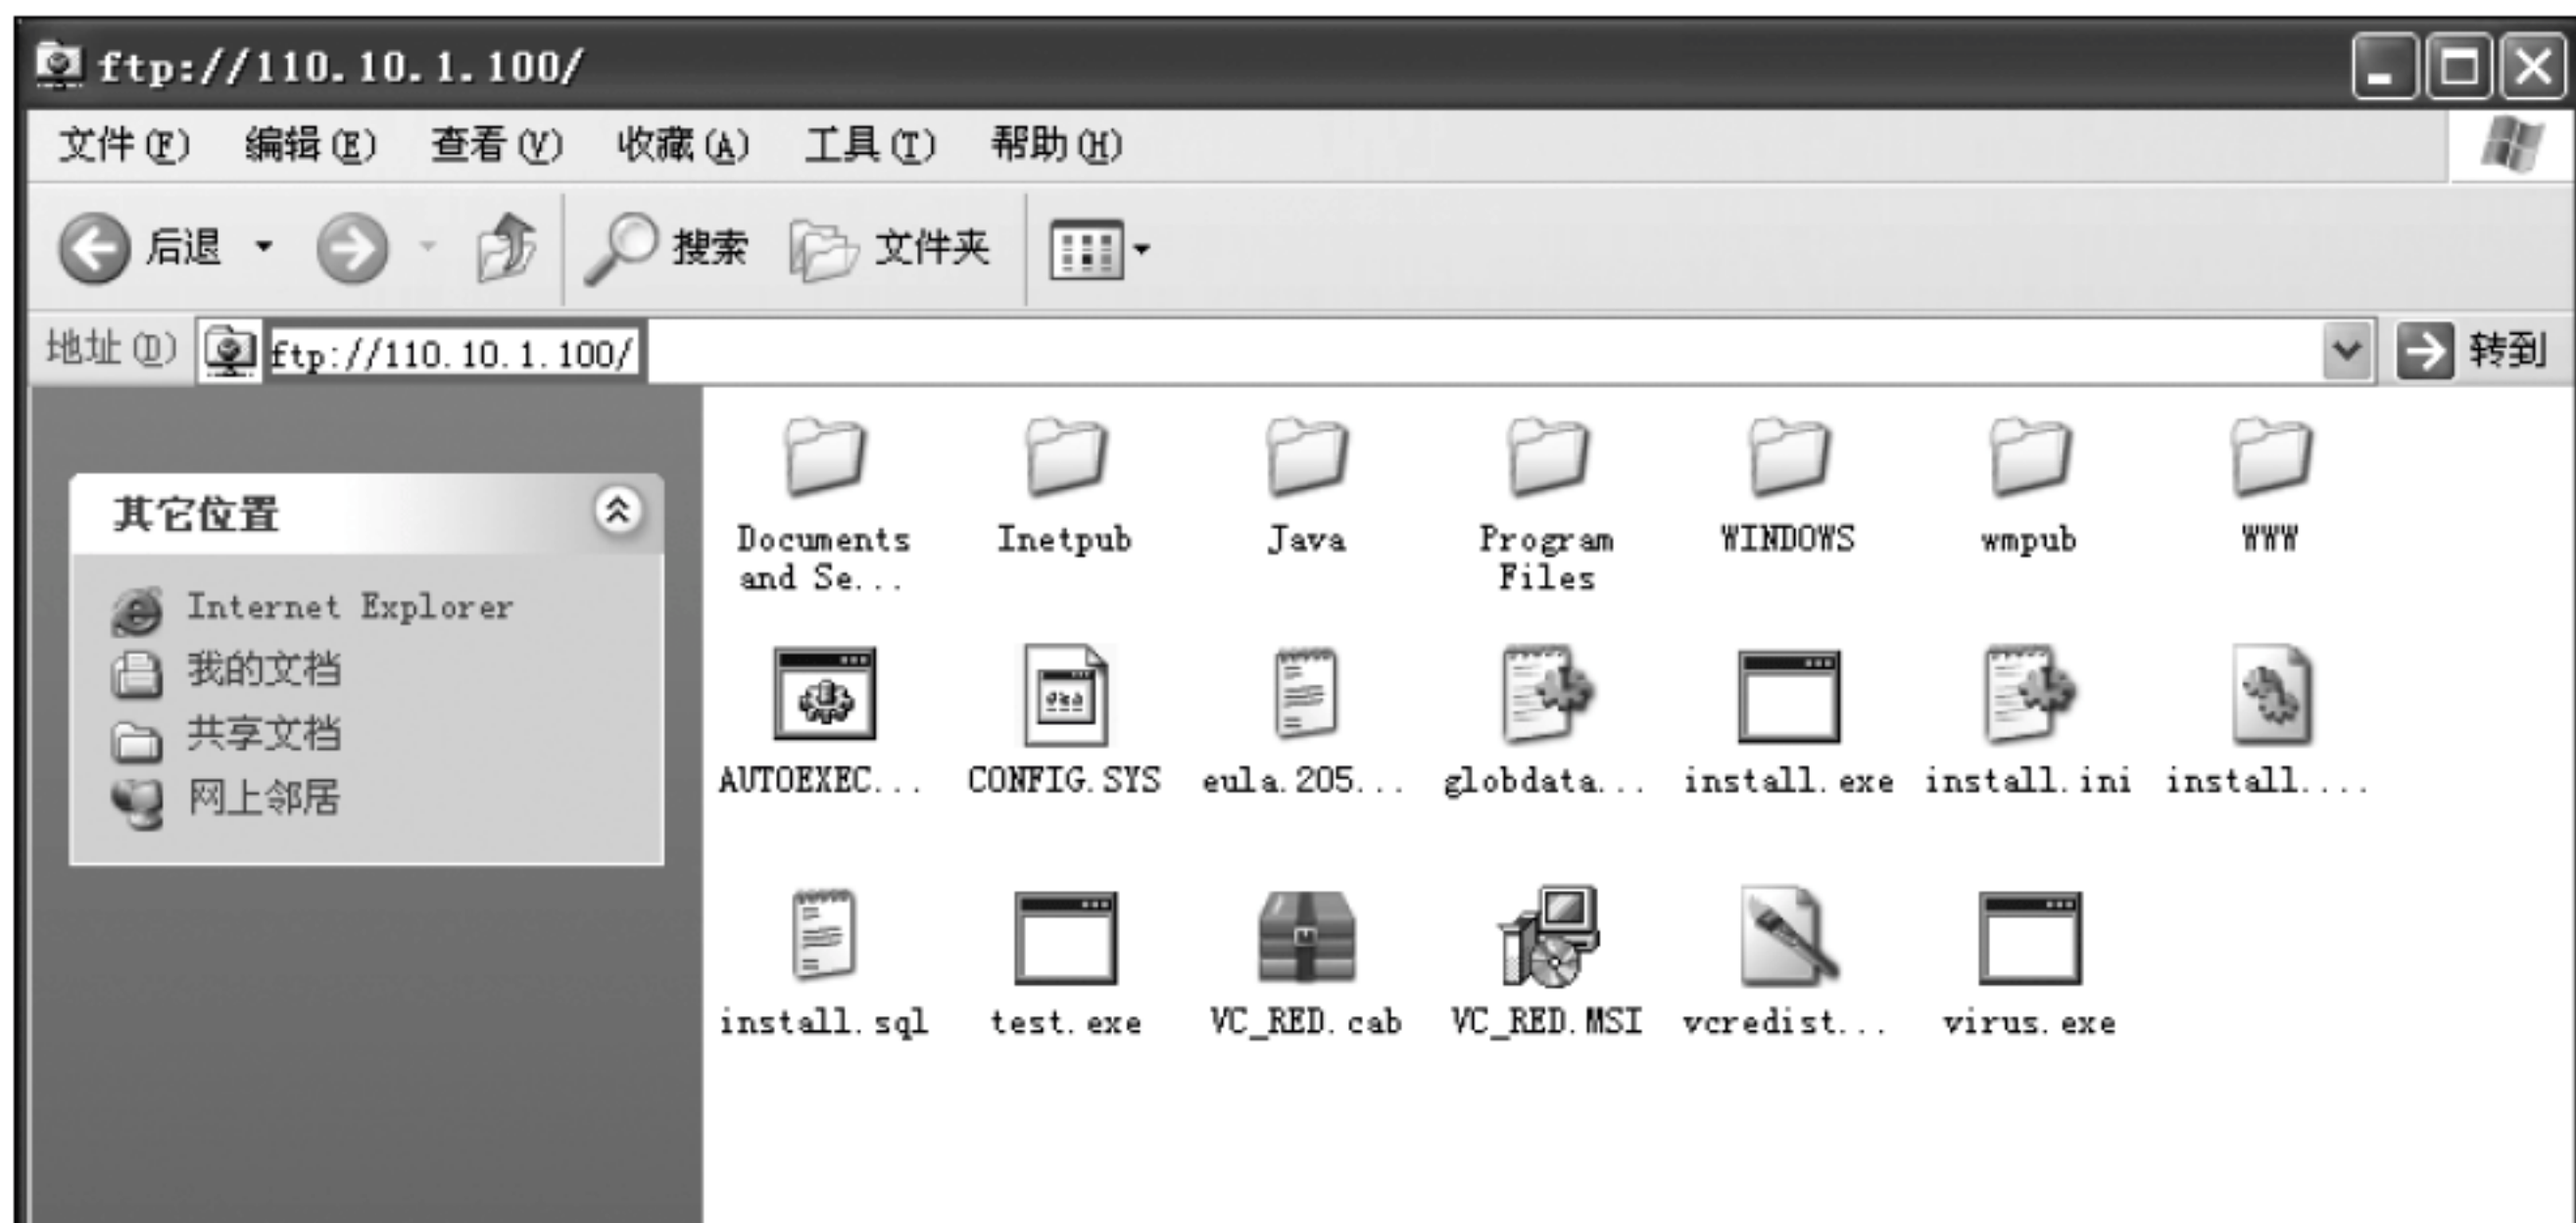 ftp://110.10.1.100/
文件(F) 编辑(E) 查看(V) 收藏(A) 工具(T) 帮助(H)
后退 搜索 文件夹
地址(D) ftp://110.10.1.100/ 转到
其它位置
Internet Explorer
我的文档
共享文档
网上邻居
Documents and Se...
Inetpub
Java
Program Files
WINDOWS
wmpub
WWW
AUTOEXEC...
CONFIG.SYS
eula.205...
globdata...
install.exe
install.ini
install....
install.sql
test.exe
VC_RED.cab
VC_RED.MSI
vcredist...
virus.exe